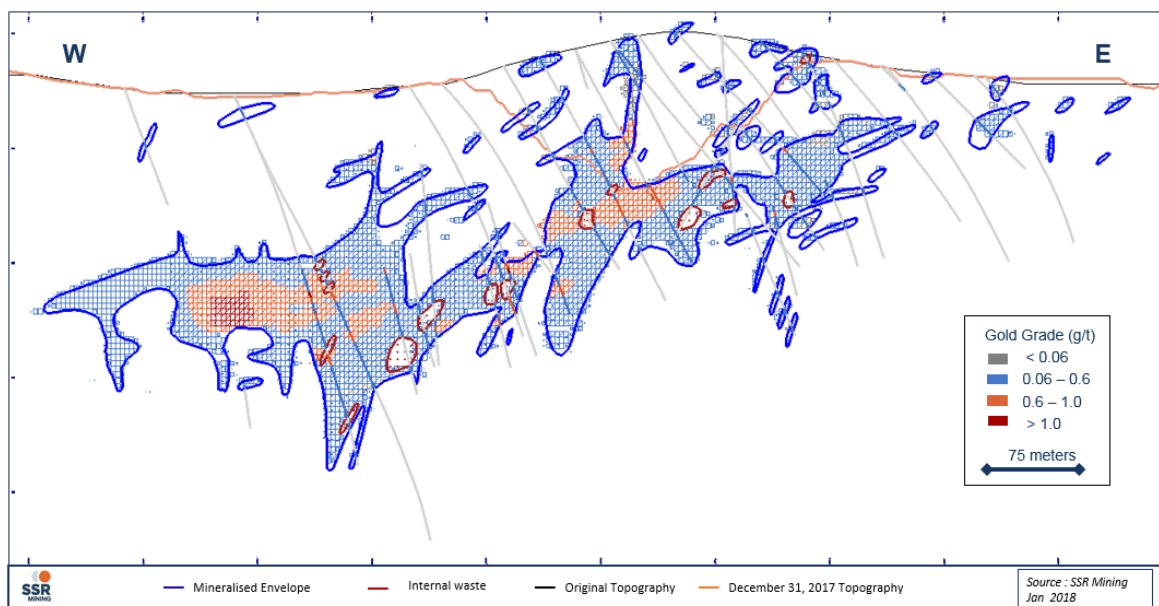 W
E
Gold Grade (g/t)
< 0.06
0.06 – 0.6
0.6 – 1.0
> 1.0
75 meters
SSR
MINING
Mineralised Envelope
Internal waste
Original Topography
December 31, 2017 Topography
Source : SSR Mining
Jan 2018